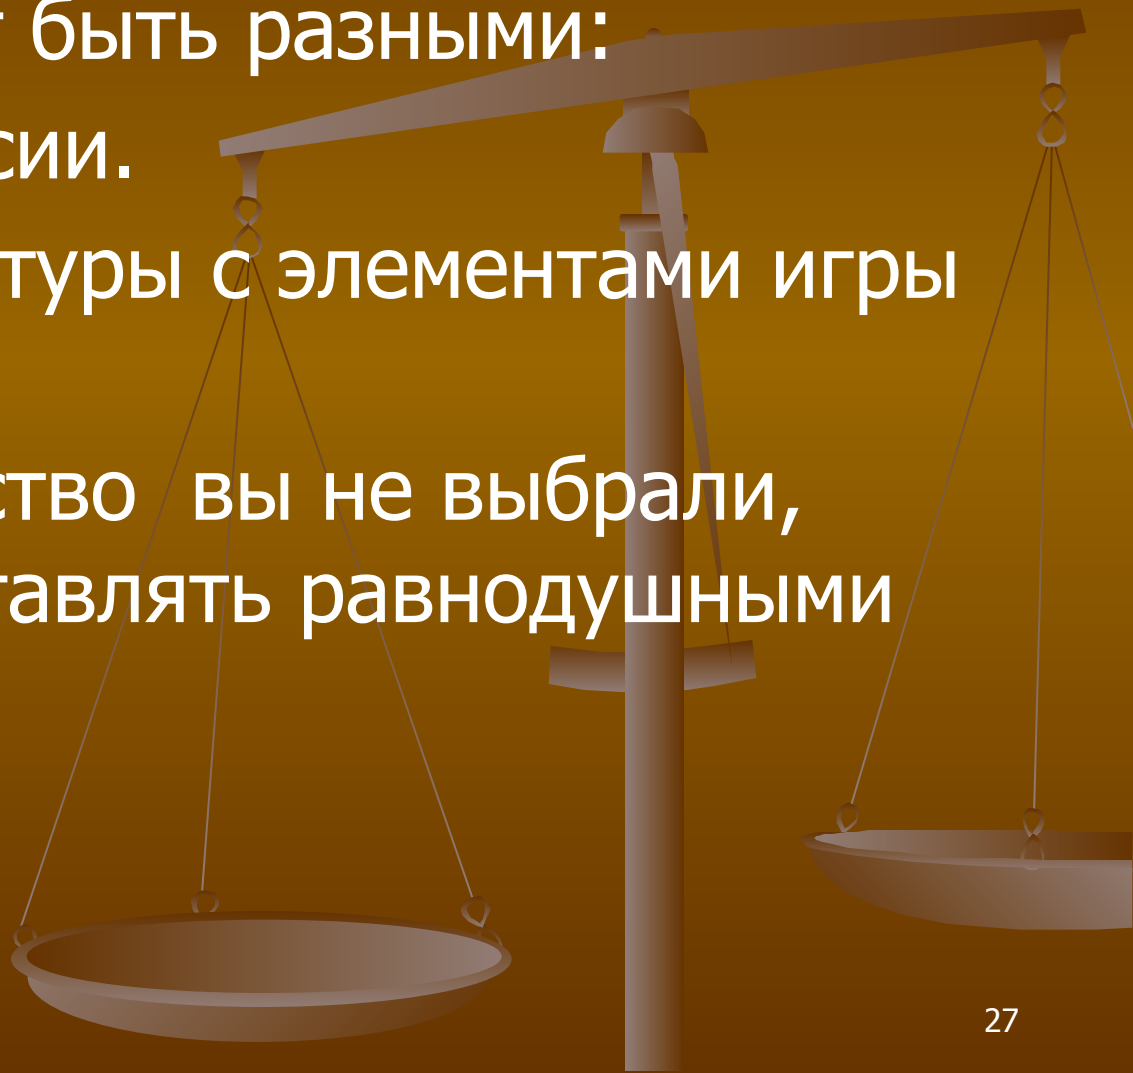 быть разными:
сии.
туры с элементами игры
ство вы не выбрали,
тавлять равнодушными
27